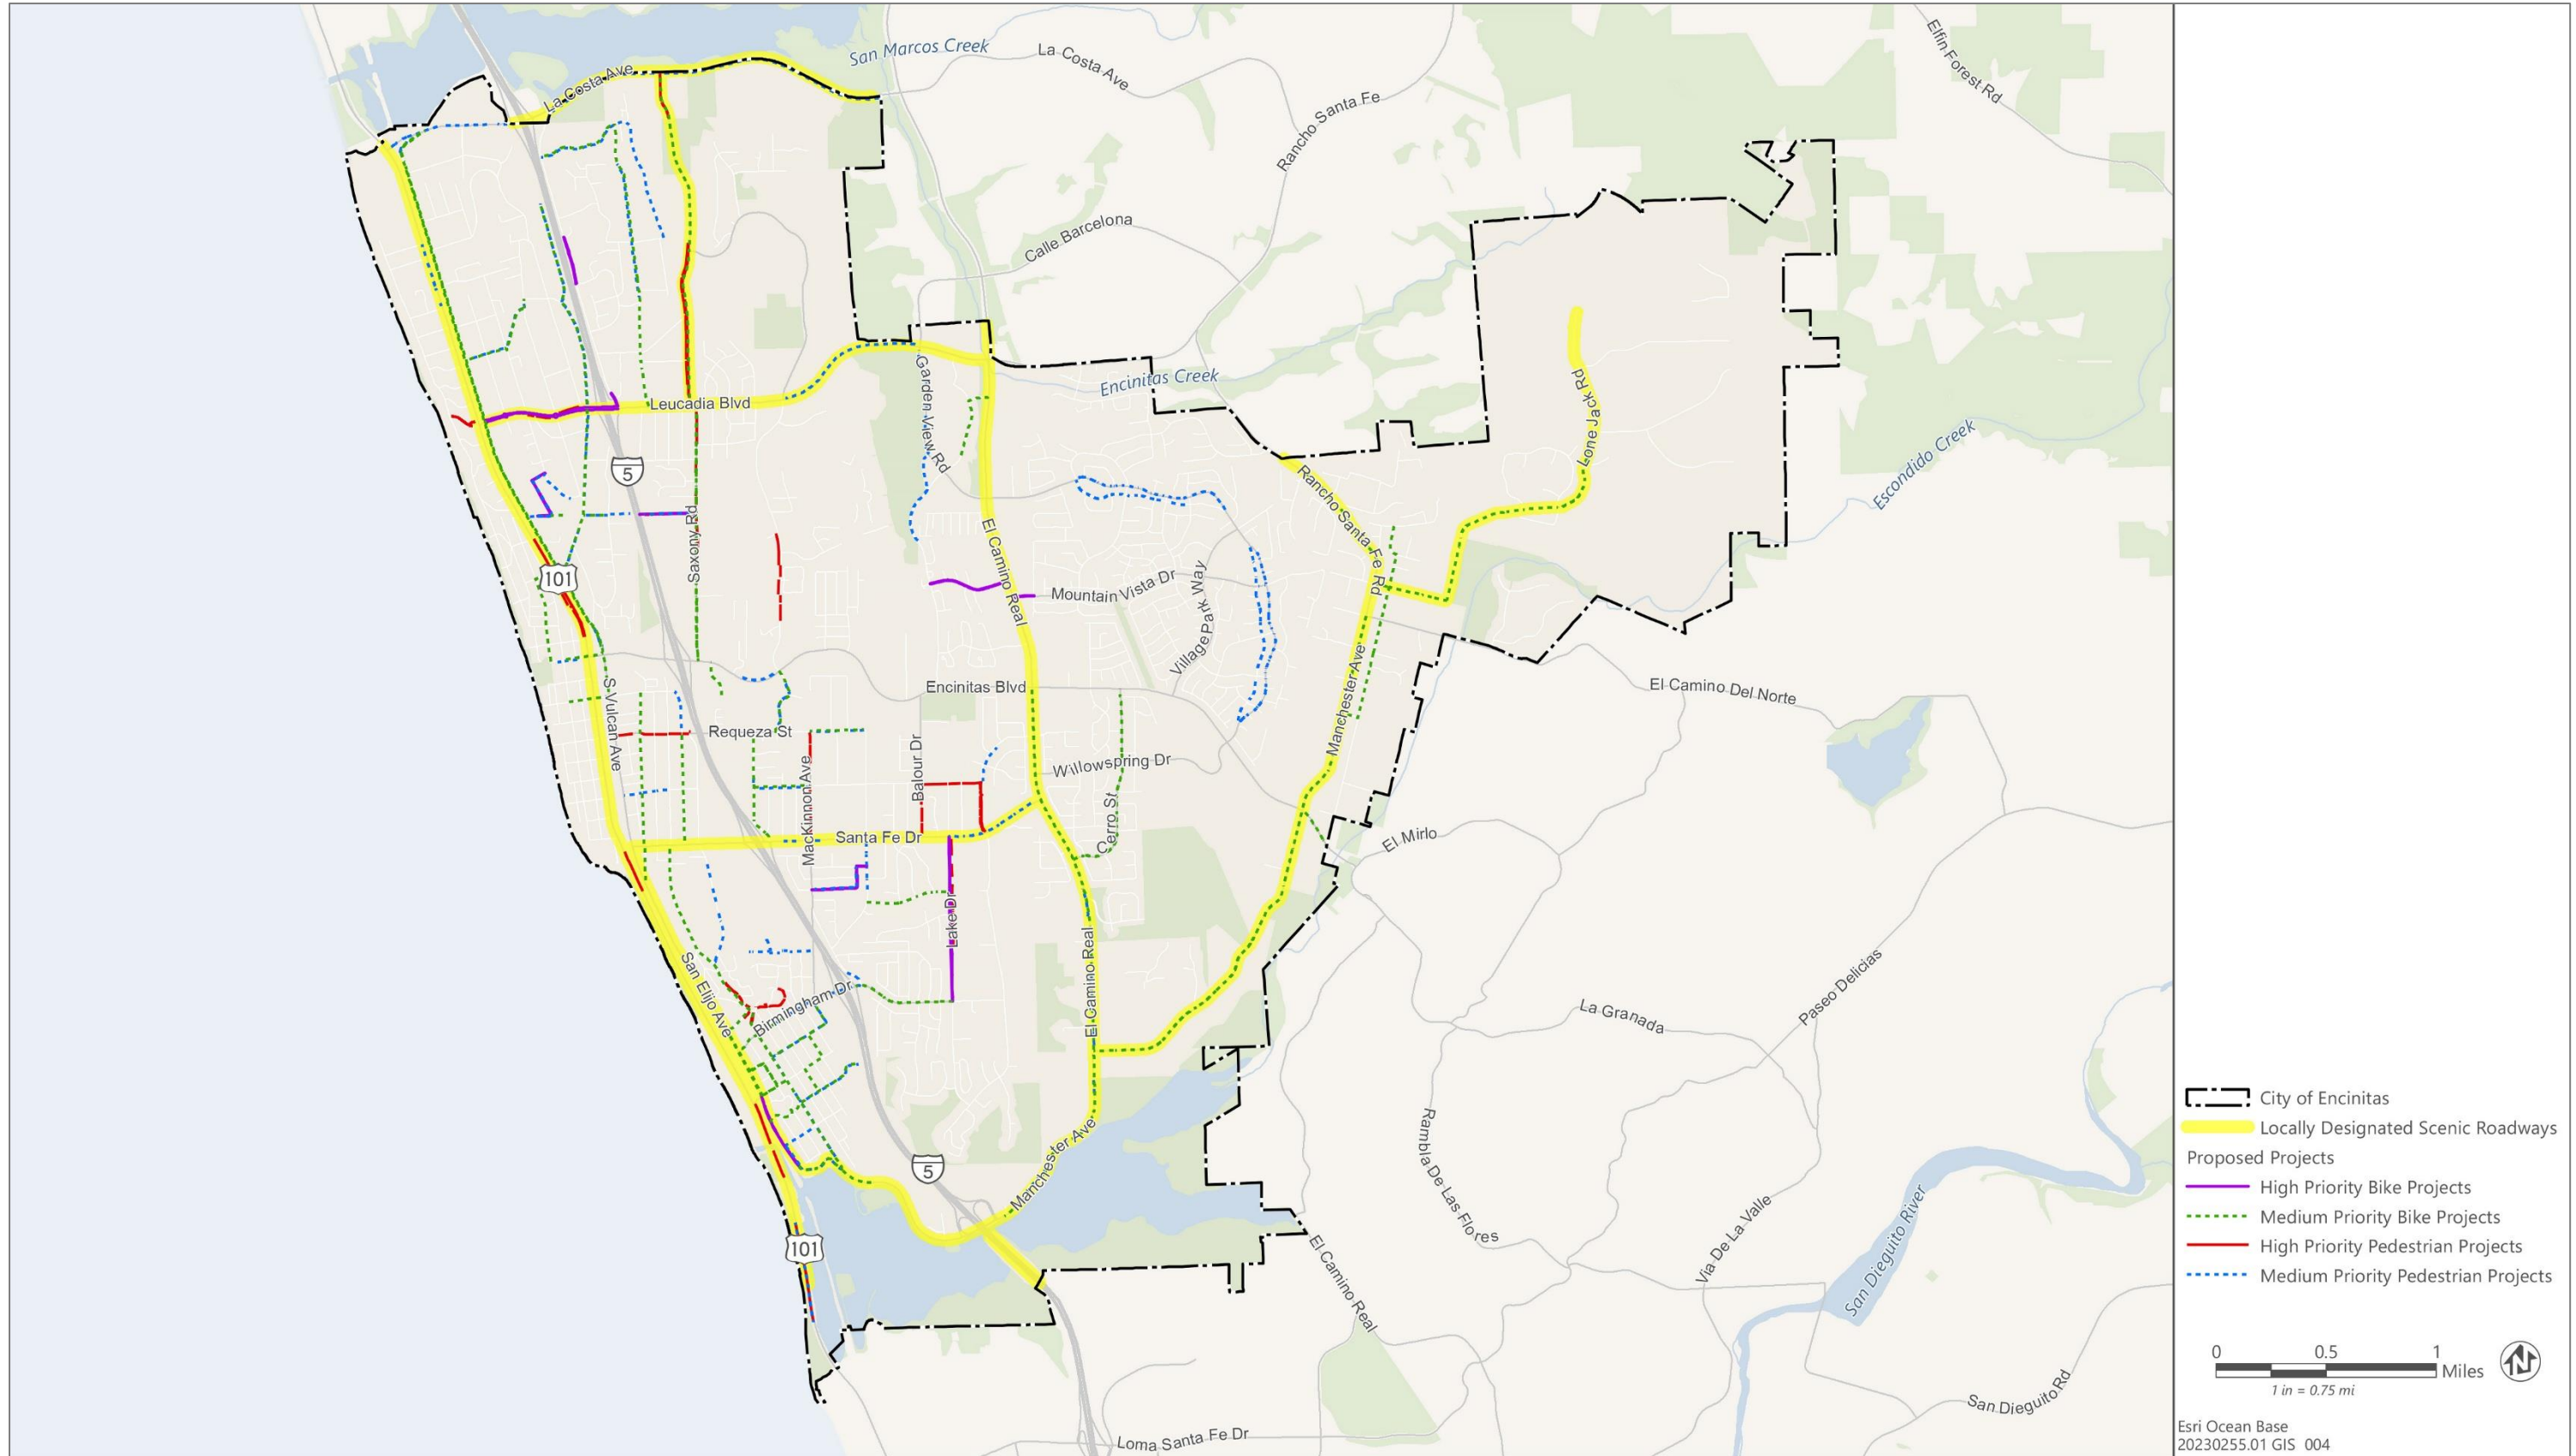 San Marcos Creek
La Costa Ave
Elfin Forest Rd
La Costa Ave
Rancho Santa Fe
Calle Barcelona
Encinitas Creek
Garden View Rd
Leucadia Blvd
Lone Jack Rd
Escondido Creek
5
Rancho Santa Fe Rd
Saxony Rd
El Camino Real
101
Mountain Vista Dr
Village Park Way
Manchester Ave
S Vulcan Ave
Encinitas Blvd
El Camino Del Norte
Requeza St
MacKinnon Ave
Balour Dr
Willowspring Dr
Cerro St
Santa Fe Dr
El Mirlo
Lake Dr
San Elijo Ave
Birmingham Dr
El Camino Real
La Granada
Paseo Delicias
Manchester Ave
5
Rambla De Las Flores
Via De La Valle
San Dieguito River
101
El Camino Real
San Dieguito Rd
Loma Santa Fe Dr
City of Encinitas
Locally Designated Scenic Roadways
Proposed Projects
High Priority Bike Projects
Medium Priority Bike Projects
High Priority Pedestrian Projects
Medium Priority Pedestrian Projects
0 0.5 1
Miles
N
1 in = 0.75 mi
Esri Ocean Base
20230255.01 GIS 004